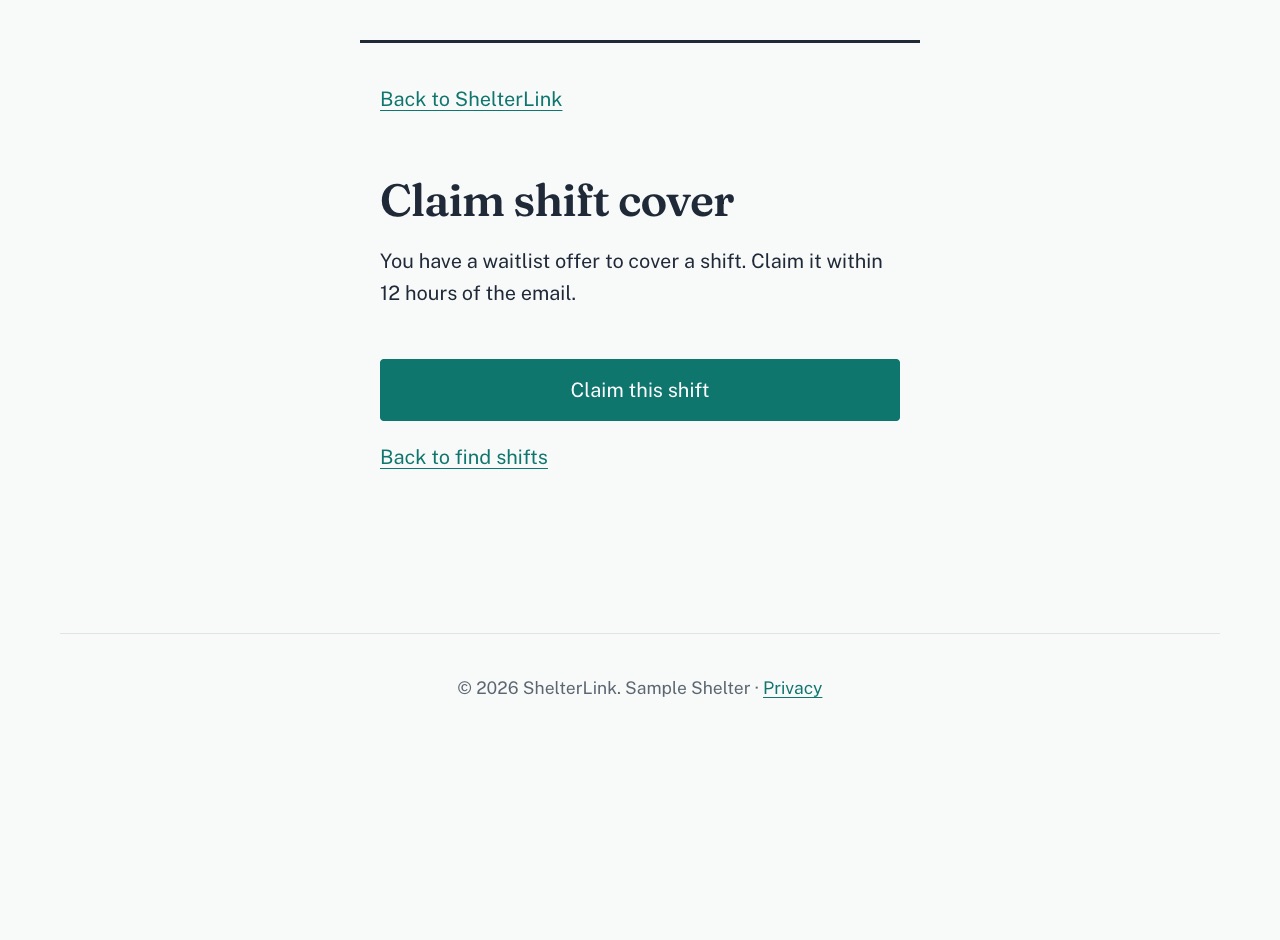 Back to ShelterLink
Claim shift cover
You have a waitlist offer to cover a shift. Claim it within
12 hours of the email.
Claim this shift
Back to find shifts
© 2026 ShelterLink. Sample Shelter · Privacy